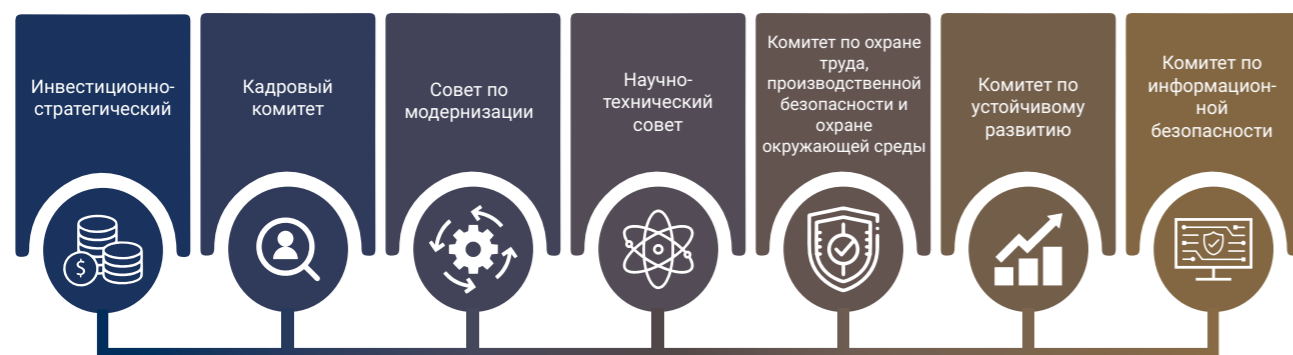 Инвестиционно-
стратегический
Кадровый
комитет
Совет по
модернизации
Научно-
технический
совет
Комитет по охране
труда,
производственной
безопасности и
охране
окружающей среды
Комитет по
устойчивому
развитию
Комитет по
информацион-
ной
безопасности
$